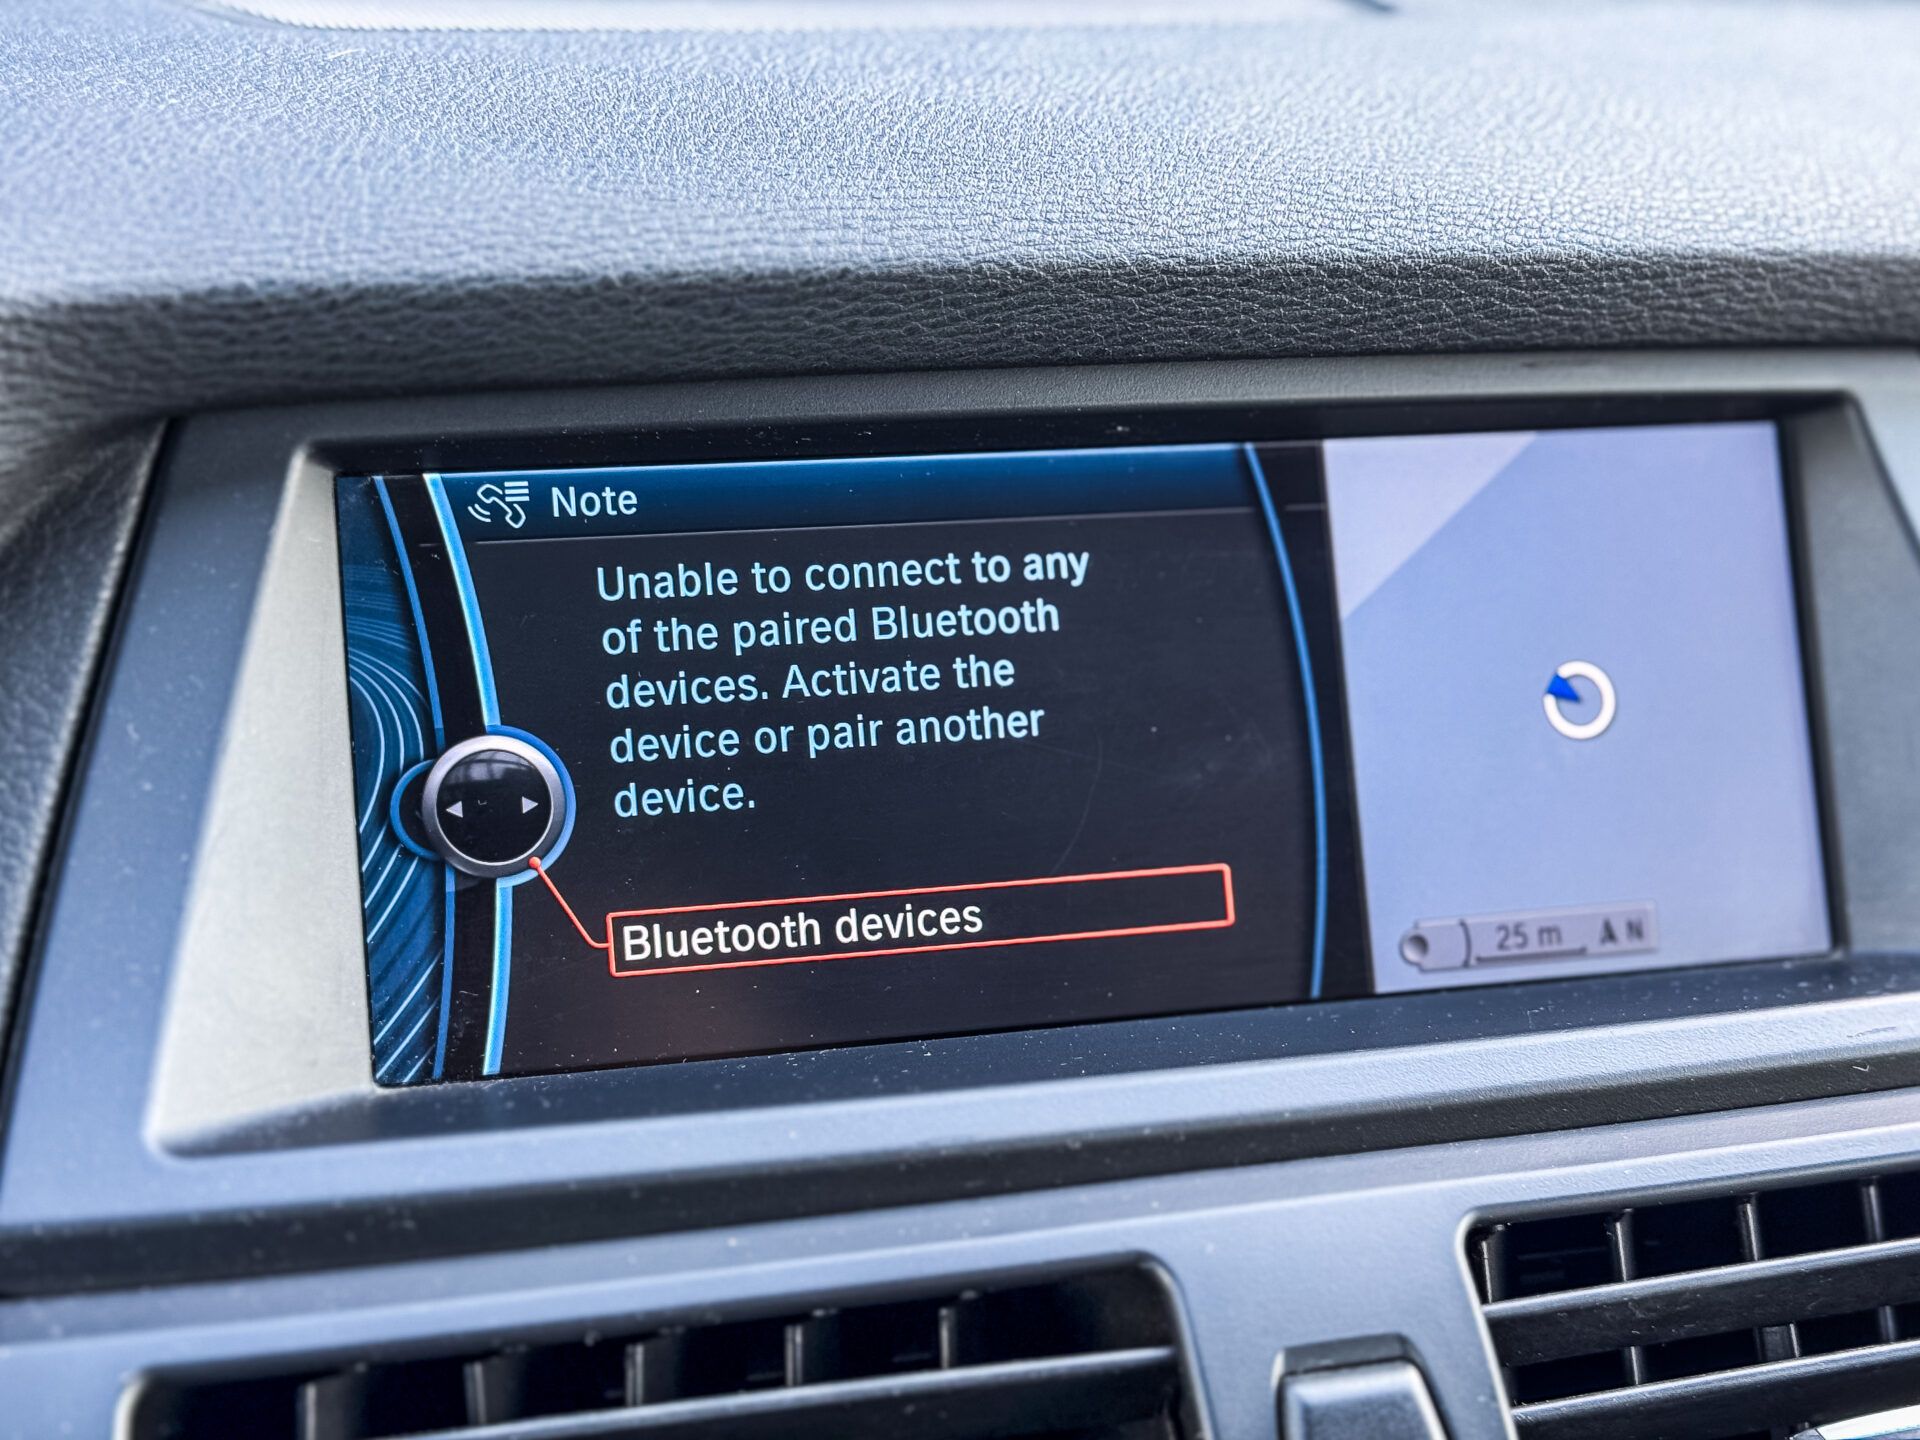 Note
Unable to connect to any
of the paired Bluetooth
devices. Activate the
device or pair another
device.
Bluetooth devices
25 m N